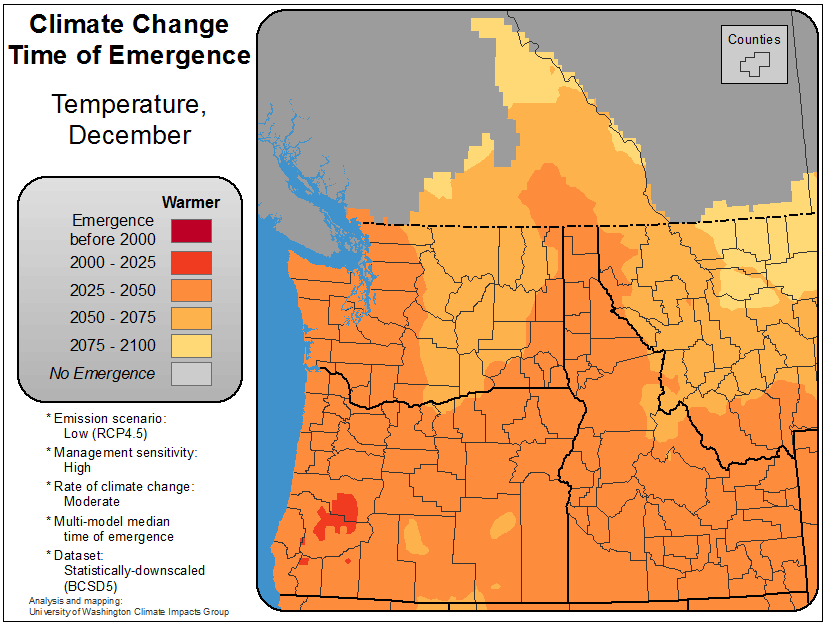 Climate Change
Time of Emergence
Temperature,
December
Warmer
Emergence
before 2000
2000 - 2025
2025 - 2050
2050 - 2075
2075 - 2100
No Emergence
* Emission scenario:
Low (RCP4.5)
* Management sensitivity:
High
* Rate of climate change:
Moderate
* Multi-model median
time of emergence
* Dataset:
Statistically-downscaled
(BCSD5)
Analysis and mapping:
University of Washington Climate Impacts Group
Counties